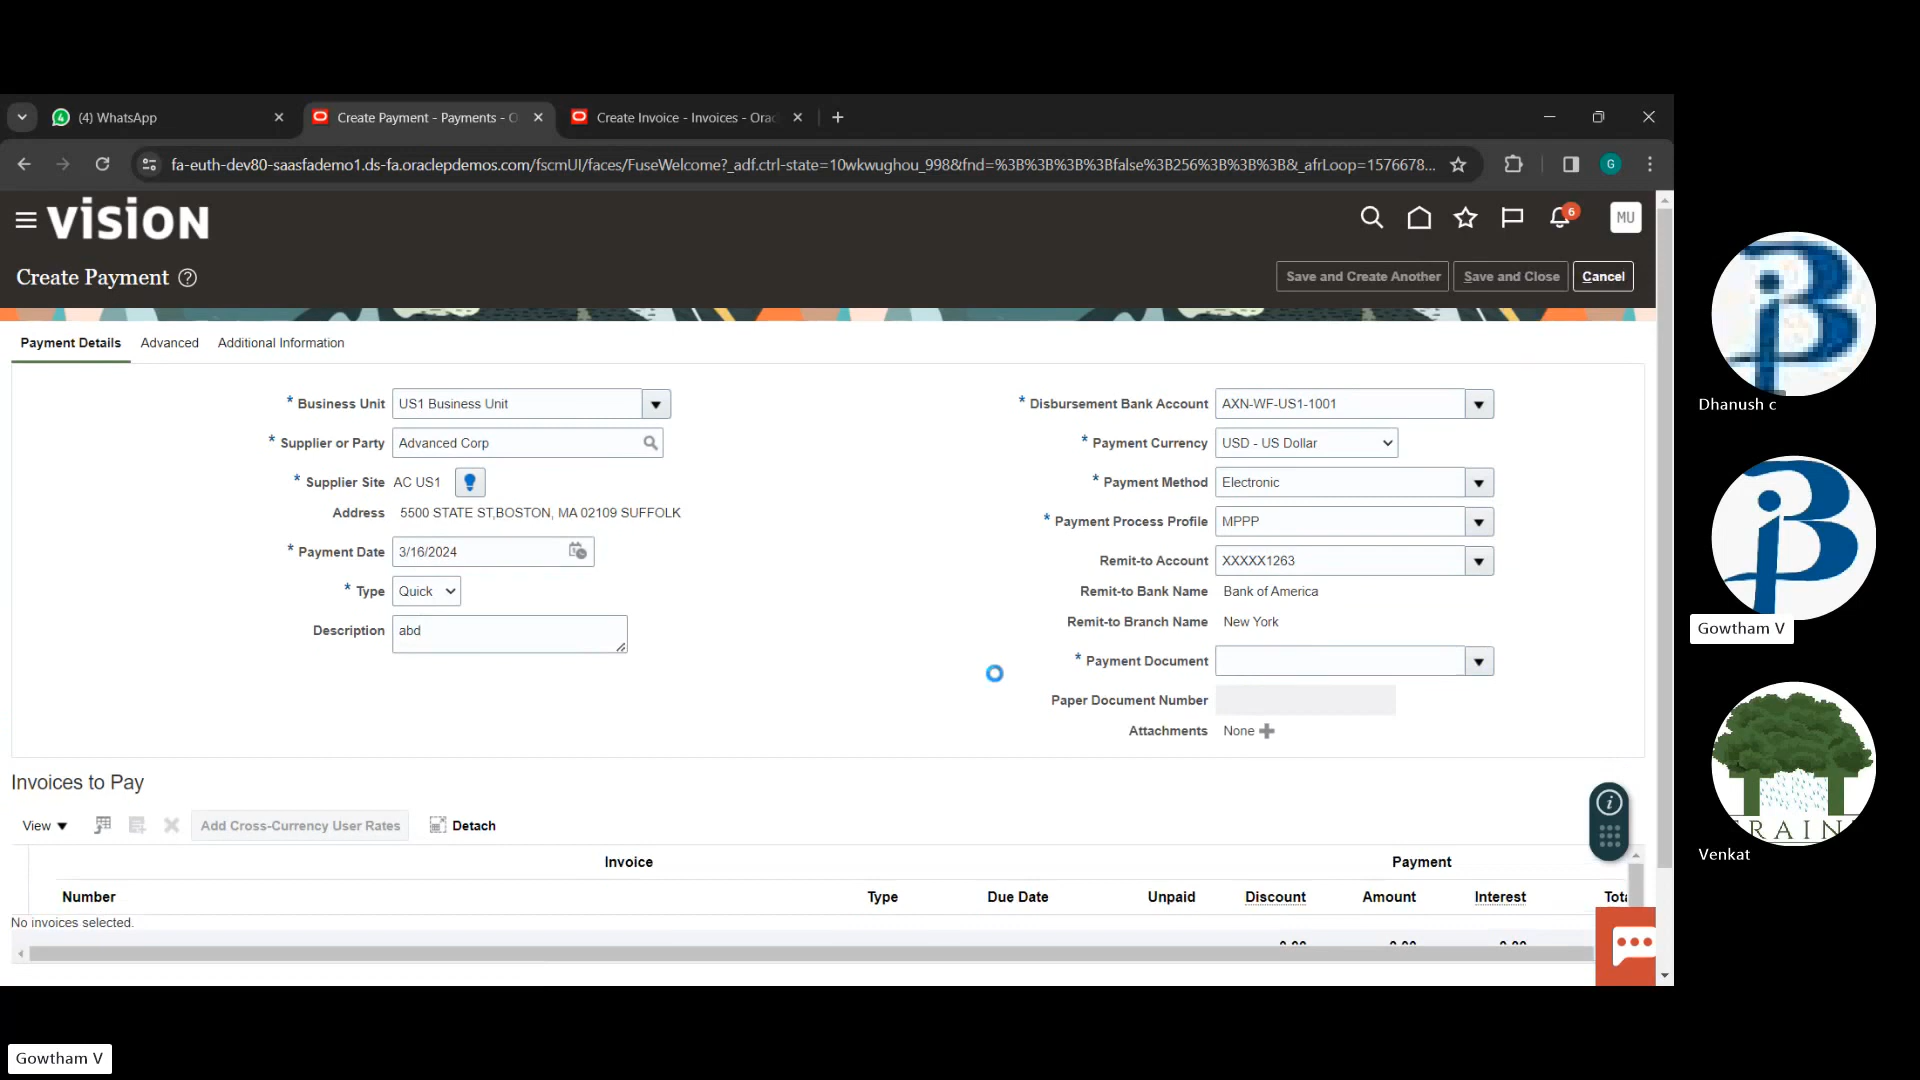 (4) WhatsApp
Create Payment - Payments - O
Create Invoice - Invoices - Orac
fa-euth-dev80-saasfademo1.ds-fa.oraclepdemos.com/fscmUI/faces/FuseWelcome?_adf.ctrl-state=10wkwughou_998&fnd=%3B%3B%3B%3Bfalse%3B256%3B%3B%3B&_afrLoop=1576678...
G
vision
6
MU
Create Payment
Save and Create Another
Save and Close
Cancel
Payment Details
Advanced
Additional Information
* Business Unit US1 Business Unit
* Supplier or Party Advanced Corp
* Supplier Site AC US1
Address 5500 STATE ST,BOSTON, MA 02109 SUFFOLK
* Payment Date 3/16/2024
* Type Quick
Description abd
* Disbursement Bank Account AXN-WF-US1-1001
* Payment Currency USD - US Dollar
* Payment Method Electronic
* Payment Process Profile MPPP
Remit-to Account XXXXX1263
Remit-to Bank Name Bank of America
Remit-to Branch Name New York
* Payment Document
Paper Document Number
Attachments None
Invoices to Pay
View
Add Cross-Currency User Rates
Detach
Invoice
Payment
Number
Type
Due Date
Unpaid
Discount
Amount
Interest
Tota
No invoices selected.
Dhanush c
Gowtham V
RAIN
Venkat
Gowtham V